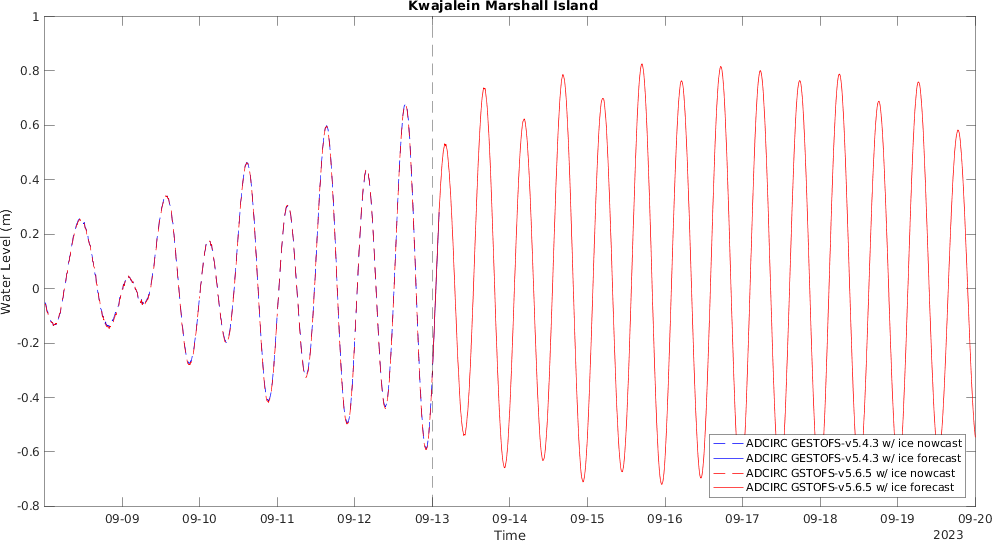 Kwajalein Marshall Island
Water Level (m)
1
0.8
0.6
0.4
0.2
0
-0.2
-0.4
-0.6
-0.8
ADCIRC GESTOFS-v5.4.3 w/ ice nowcast
ADCIRC GESTOFS-v5.4.3 w/ ice forecast
ADCIRC GSTOFS-v5.6.5 w/ ice nowcast
ADCIRC GSTOFS-v5.6.5 w/ ice forecast
09-09 09-10 09-11 09-12 09-13 09-14 09-15 09-16 09-17 09-18 09-19 09-20
Time
2023